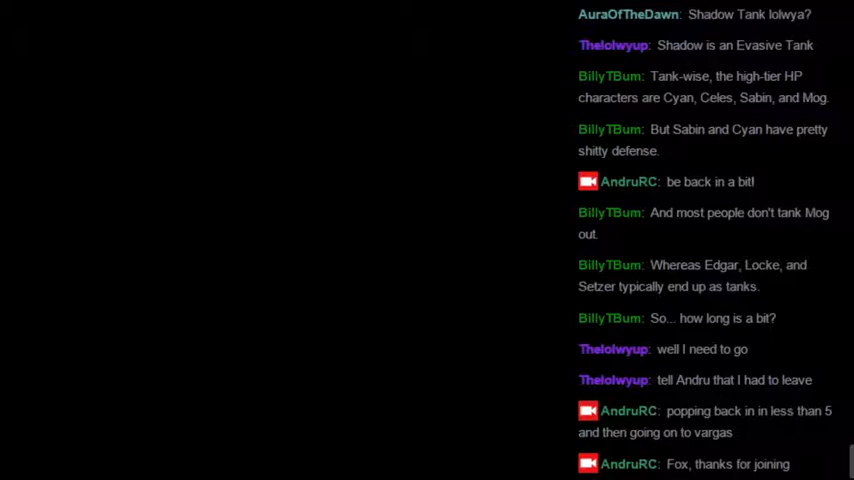 AuraOfTheDawn: Shadow Tank lolwya?
Thelolwyup: Shadow is an Evasive Tank
BillyTBum: Tank-wise, the high-tier HP
characters are Cyan, Celes, Sabin, and Mog.
BillyTBum: But Sabin and Cyan have pretty
shitty defense.
AndruRC: be back in a bit!
BillyTBum: And most people don't tank Mog
out.
BillyTBum: Whereas Edgar, Locke, and
Setzer typically end up as tanks.
BillyTBum: So... how long is a bit?
Thelolwyup: well I need to go
Thelolwyup: tell Andru that I had to leave
AndruRC: popping back in in less than 5
and then going on to vargas
AndruRC: Fox, thanks for joining